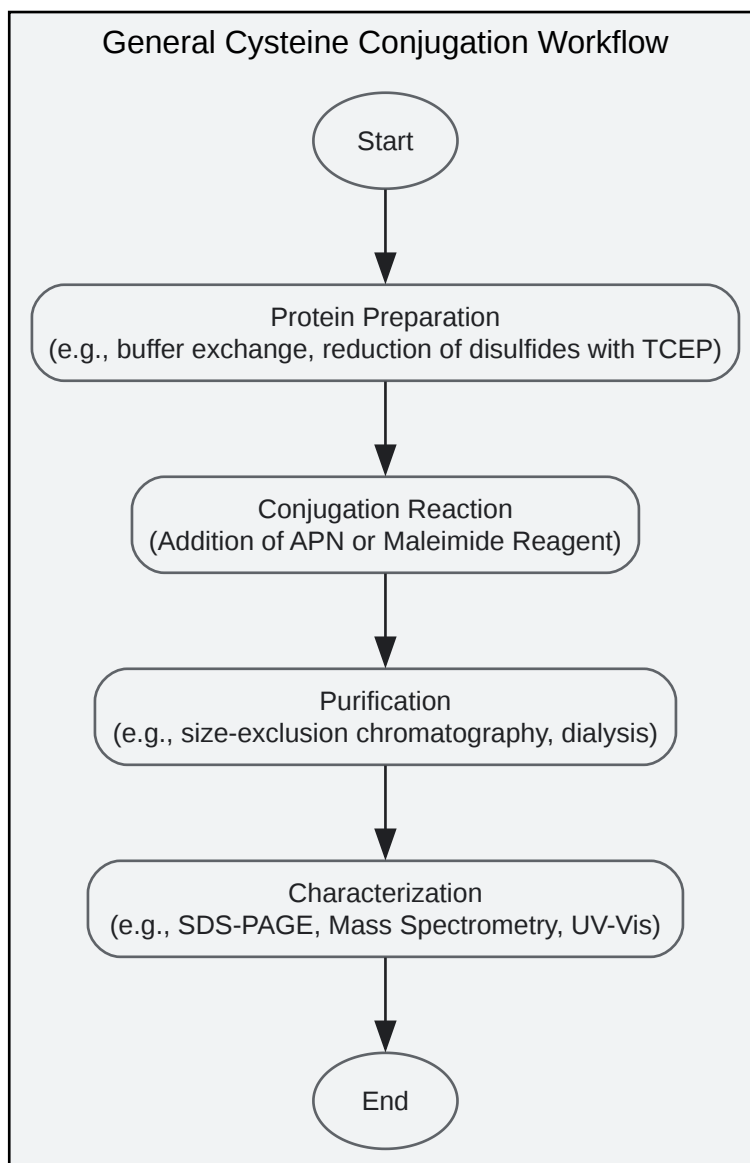 General Cysteine Conjugation Workflow
Start
Protein Preparation
(e.g., buffer exchange, reduction of disulfides with TCEP)
Conjugation Reaction
(Addition of APN or Maleimide Reagent)
Purification
(e.g., size-exclusion chromatography, dialysis)
Characterization
(e.g., SDS-PAGE, Mass Spectrometry, UV-Vis)
End